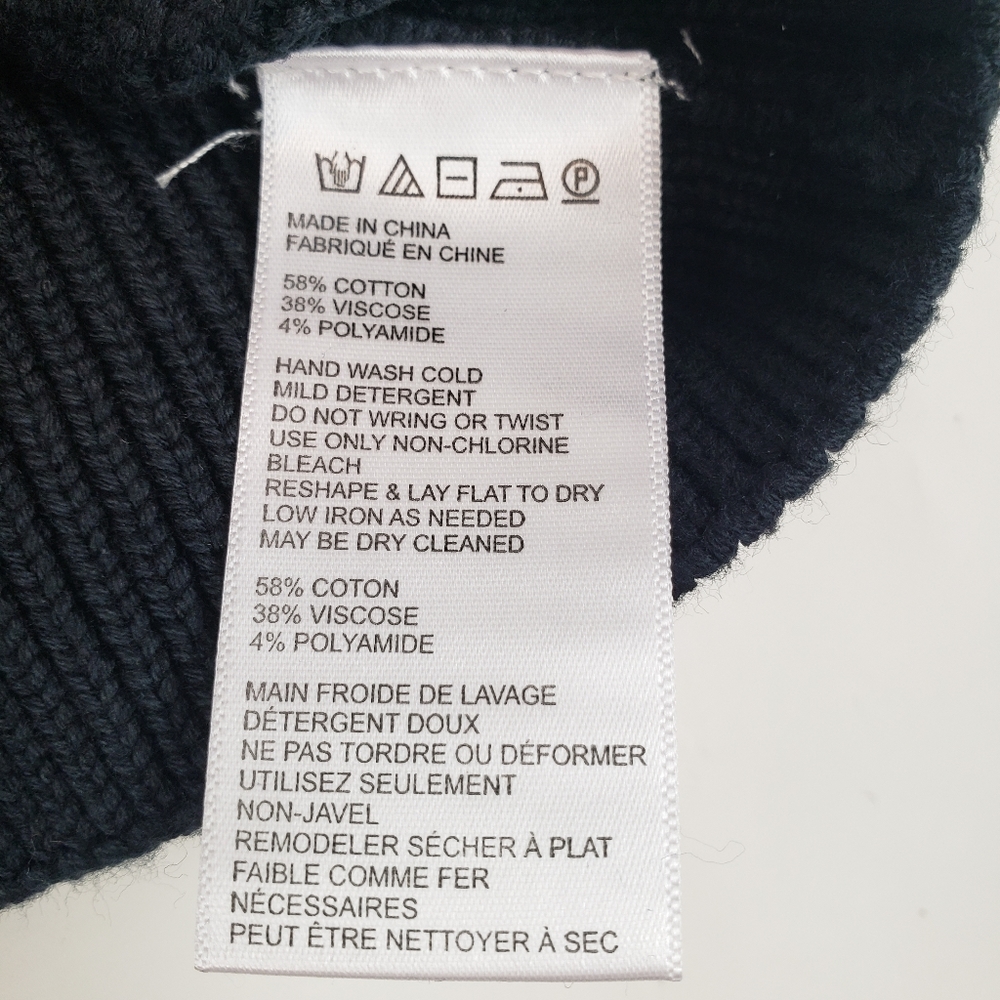 P
MADE IN CHINA
FABRIQUÉ EN CHINE
58% COTTON
38% VISCOSE
4% POLYAMIDE
HAND WASH COLD
MILD DETERGENT
DO NOT WRING OR TWIST
USE ONLY NON-CHLORINE
BLEACH
RESHAPE & LAY FLAT TO DRY
LOW IRON AS NEEDED
MAY BE DRY CLEANED
58% COTON
38% VISCOSE
4% POLYAMIDE
MAIN FROIDE DE LAVAGE
DÉTERGENT DOUX
NE PAS TORDRE OU DÉFORMER
UTILISEZ SEULEMENT
NON-JAVEL
REMODELER SÉCHER À PLAT
FAIBLE COMME FER
NÉCESSAIRES
PEUT ÊTRE NETTOYER À SEC